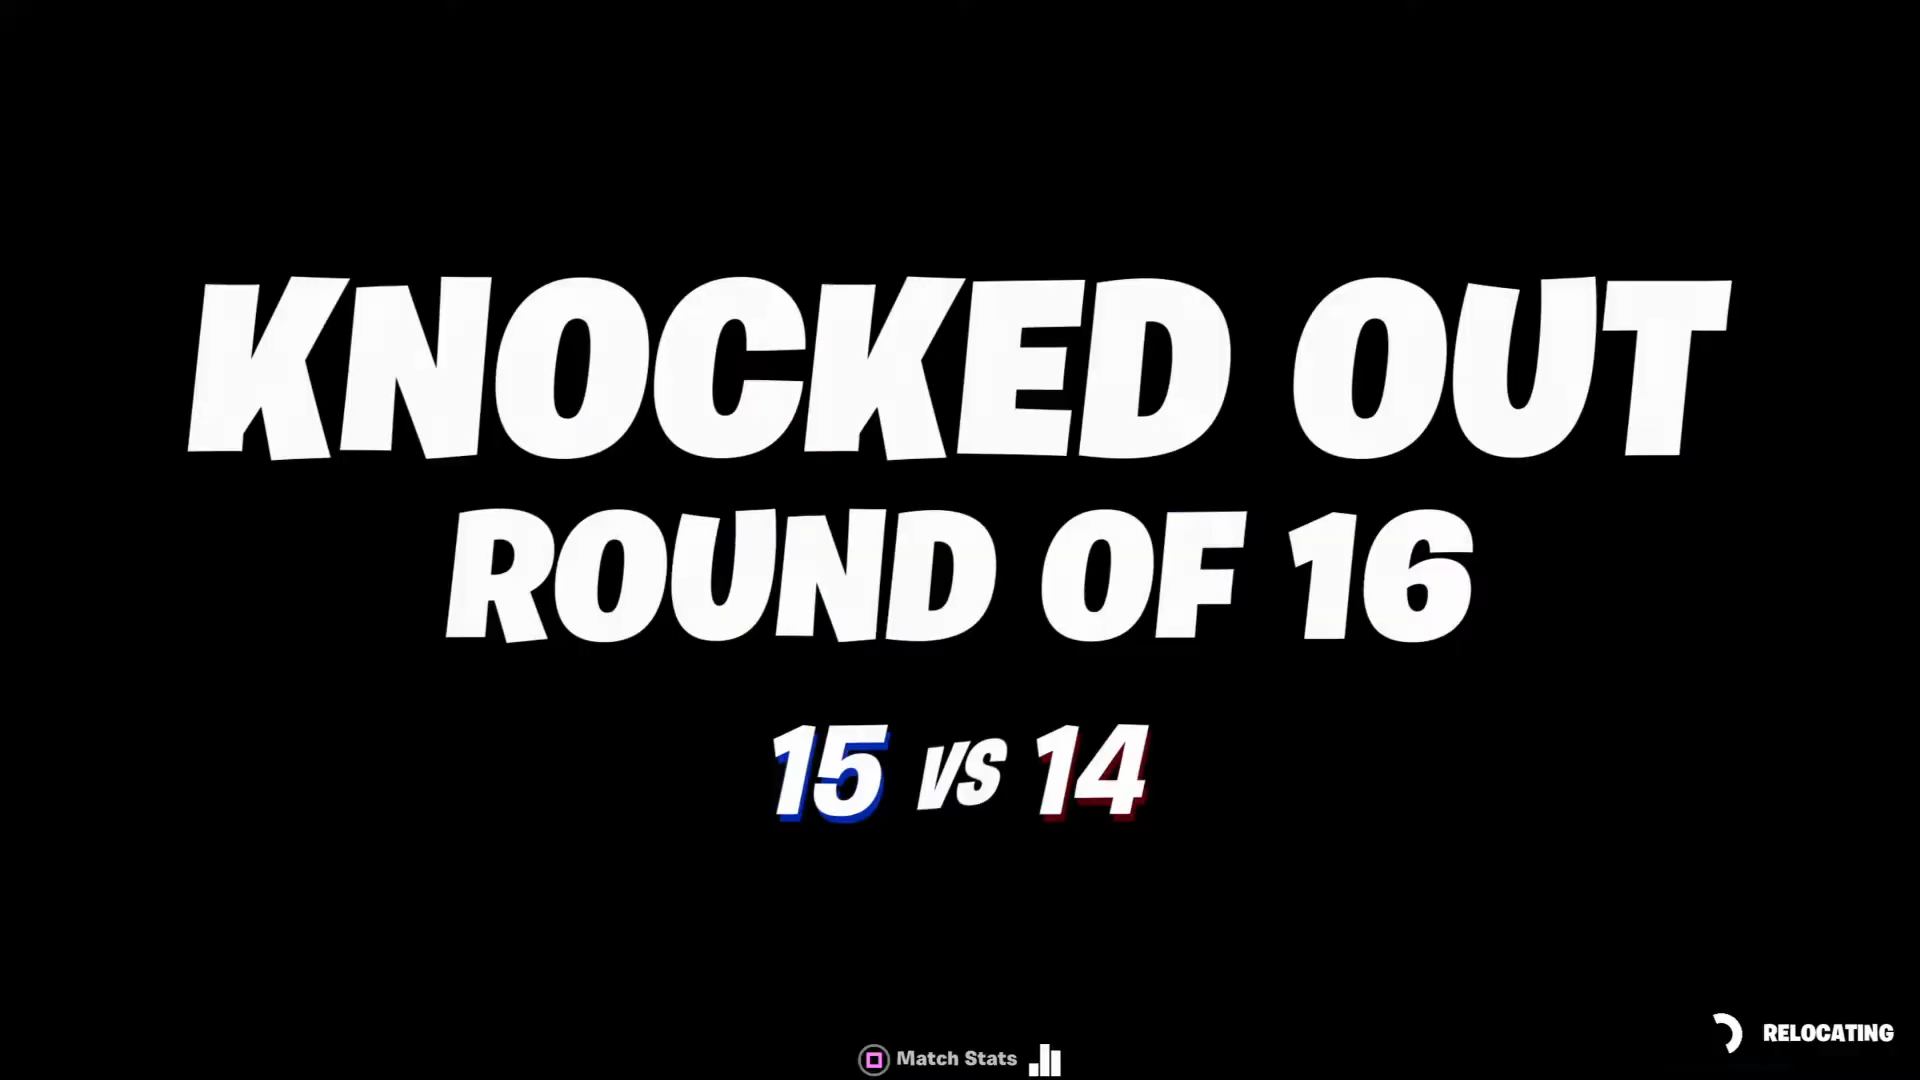 KNOCKED OUT
ROUND OF 16
15 VS 14
RELOCATING
Match Stats